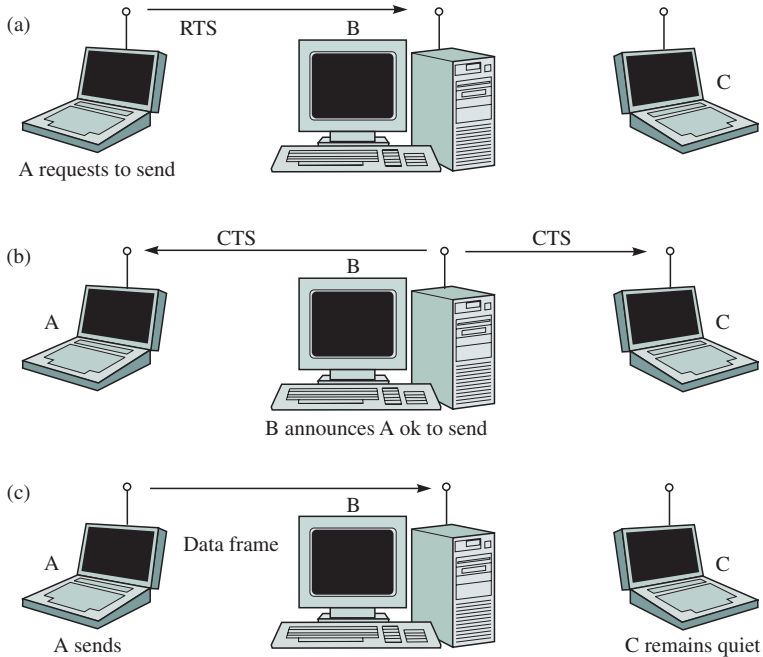 (a)
RTS
B
C
A requests to send
(b)
CTS
CTS
B
A
C
B announces A ok to send
(c)
B
Data frame
A
C
A sends
C remains quiet